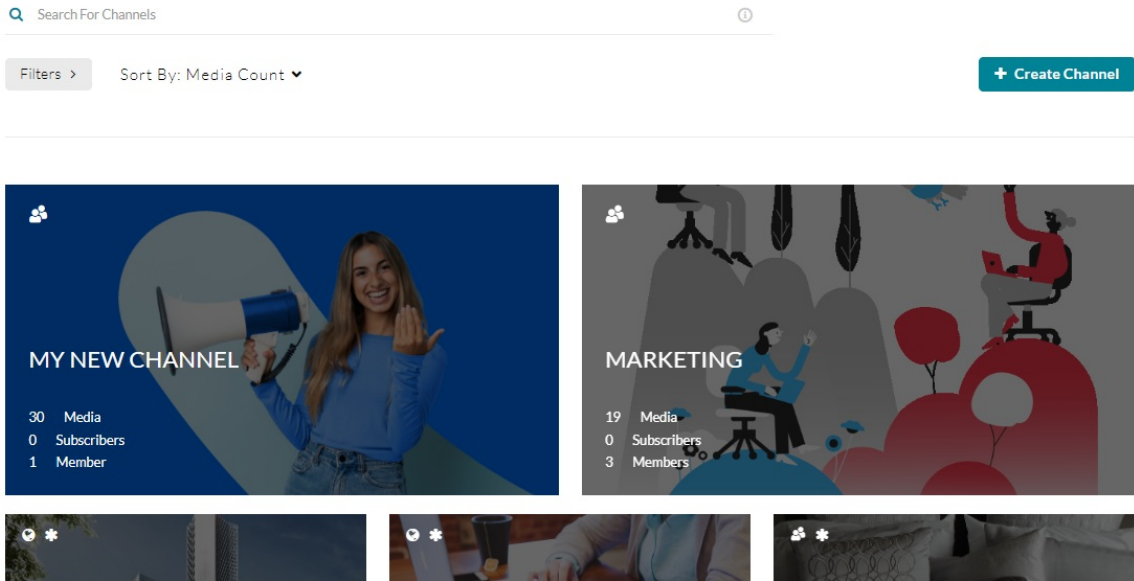 Search For Channels
Filters >
Sort By: Media Count
+ Create Channel
MY NEW CHANNEL
30 Media
0 Subscribers
1 Member
MARKETING
19 Media
0 Subscribers
3 Members